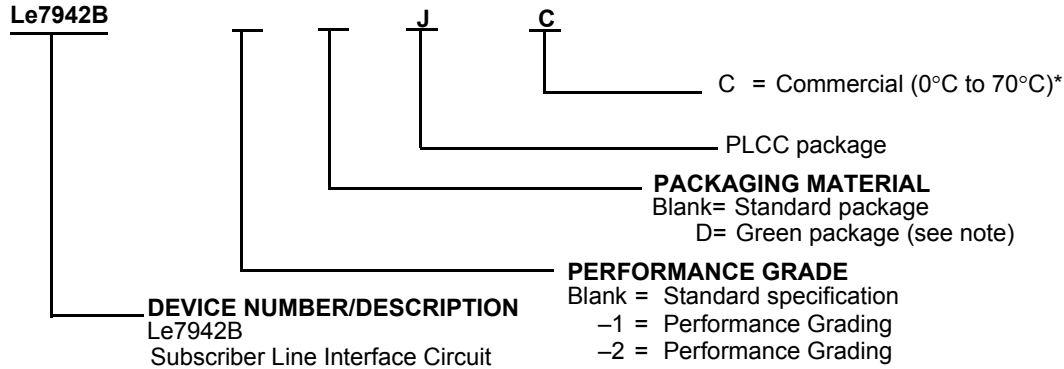 Le7942B J C
C = Commercial (0°C to 70°C)*
PLCC package
PACKAGING MATERIAL
Blank= Standard package
D= Green package (see note)
PERFORMANCE GRADE
Blank = Standard specification
–1 = Performance Grading
–2 = Performance Grading
DEVICE NUMBER/DESCRIPTION
Le7942B
Subscriber Line Interface Circuit